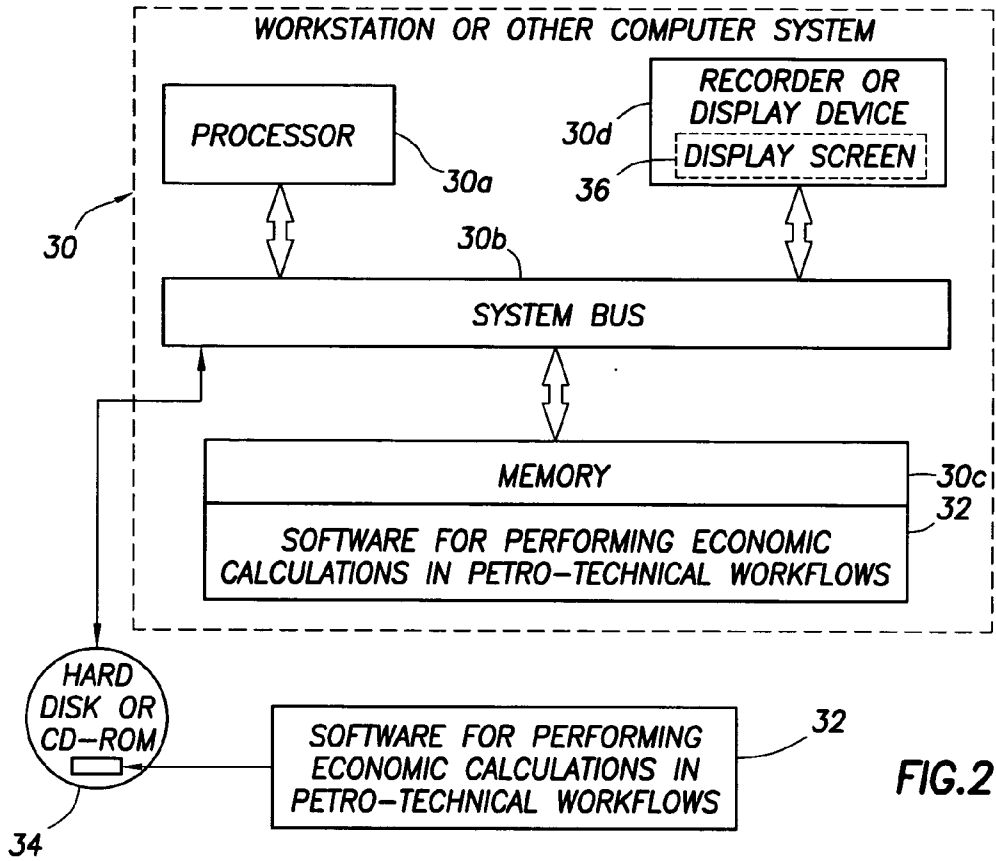 WORKSTATION OR OTHER COMPUTER SYSTEM
PROCESSOR
30a
RECORDER OR
DISPLAY DEVICE
30d
DISPLAY SCREEN
36
30
30b
SYSTEM BUS
MEMORY
30c
32
SOFTWARE FOR PERFORMING ECONOMIC
CALCULATIONS IN PETRO-TECHNICAL WORKFLOWS
HARD
DISK OR
CD-ROM
34
SOFTWARE FOR PERFORMING
ECONOMIC CALCULATIONS IN
PETRO-TECHNICAL WORKFLOWS
32
FIG.2